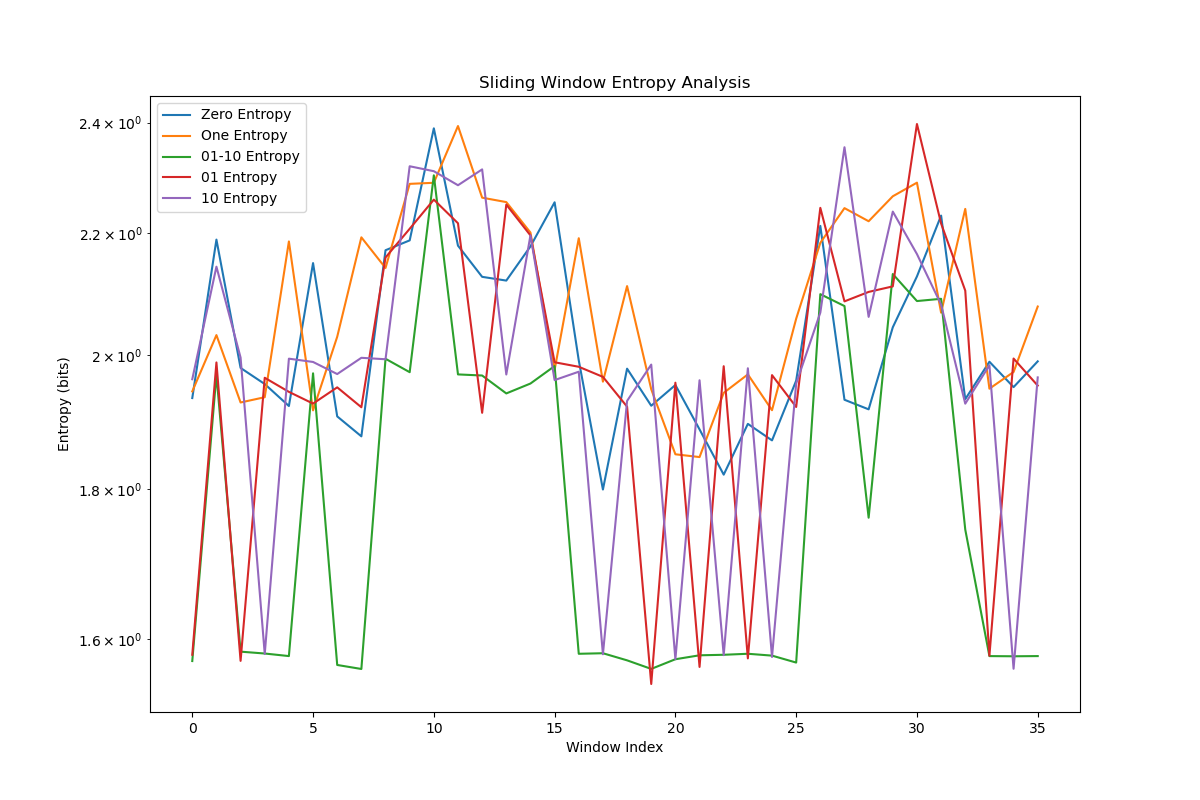 Sliding Window Entropy Analysis
Zero Entropy
One Entropy
01-10 Entropy
01 Entropy
10 Entropy
2.4 × 10⁰
2.2 × 10⁰
2 × 10⁰
1.8 × 10⁰
1.6 × 10⁰
Entropy (bits)
0 5 10 15 20 25 30 35
Window Index